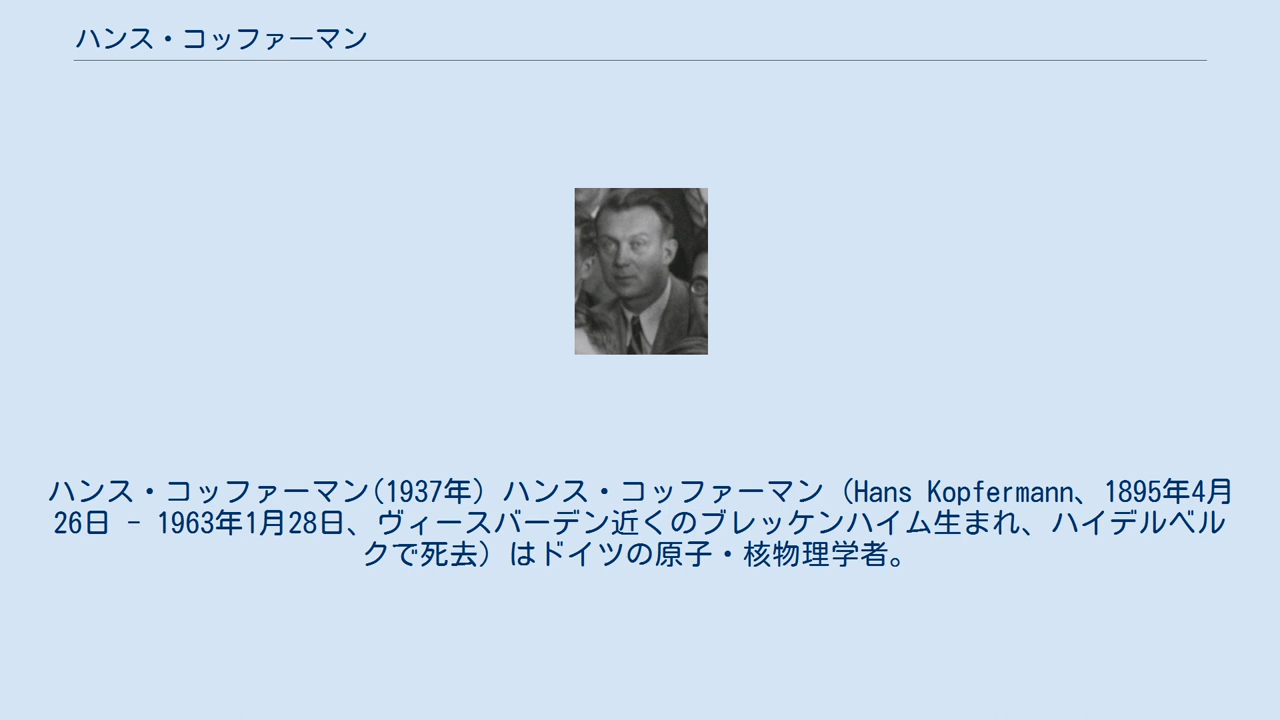 ハンス・コッファーマン
ハンス・コッファーマン(1937年) ハンス・コッファーマン（Hans Kopfermann、1895年4月
26日 - 1963年1月28日、ヴィースバーデン近くのブレッケンハイム生まれ、ハイデルベル
クで死去）はドイツの原子・核物理学者。